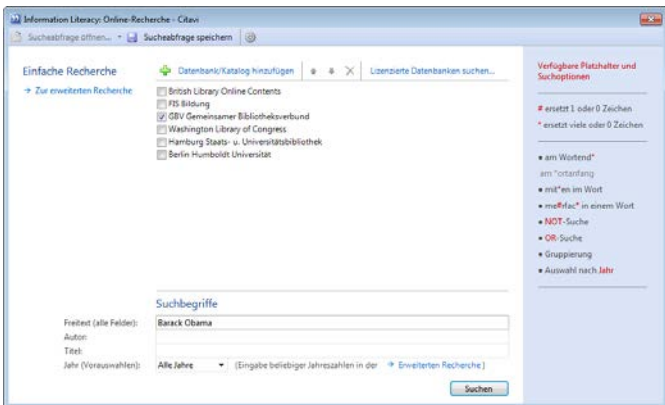 Information Literacy: Online-Recherche - Citavi
Sucheabfrage öffnen... Sucheabfrage speichern
Einfache Recherche
→ Zur erweiterten Recherche
Datenbank/Katalog hinzufügen Lizenzierte Datenbanken suchen...
British Library Online Contents
FIS Bildung
GBV Gemeinsamer Bibliotheksverbund
Washington Library of Congress
Hamburg Staats- u. Universitätsbibliothek
Berlin Humboldt Universität
Suchbegriffe
Freitext (alle Felder): Barack Obama
Autor:
Titel:
Jahr (Vorauswahlen): Alle Jahre (Eingabe beliebiger Jahreszahlen in der → Erweiterten Recherche)
Suchen
Verfügbare Platzhalter und
Suchoptionen
# ersetzt 1 oder 0 Zeichen
* ersetzt viele oder 0 Zeichen
• am Wortend*
am *ortanfang
• mit*en im Wort
• me#rfac* in einem Wort
• NOT-Suche
• OR-Suche
• Gruppierung
• Auswahl nach Jahr